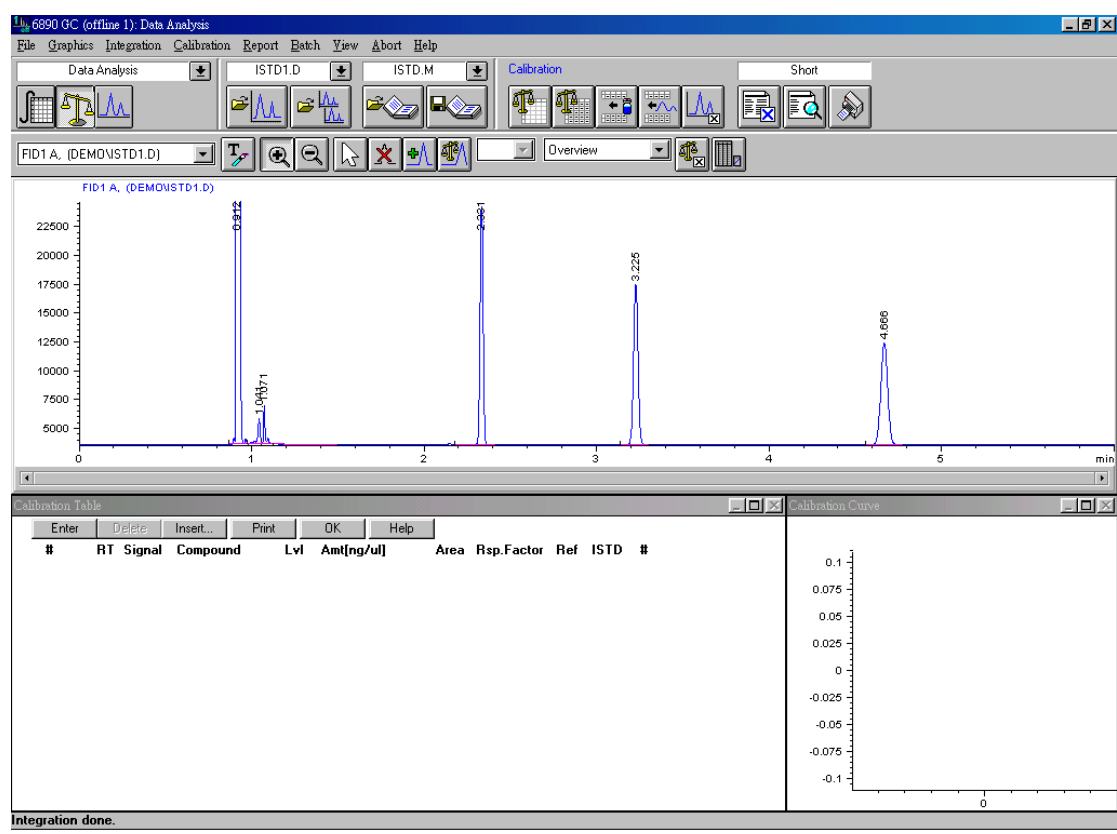 6890 GC (offline 1): Data Analysis
File Graphics Integration Calibration Report Batch View Abort Help
Data Analysis ISTD1.D ISTD.M Calibration Short
FID1 A, (DEMO\ISTD1.D) Overview
FID1 A, (DEMO\ISTD1.D)
22500
20000
17500
15000
12500
10000
7500
5000
0.912
1.041
1.071
2.331
3.225
4.666
0 1 2 3 4 5 min
Calibration Table
Enter Delete Insert... Print OK Help
# RT Signal Compound Lvl Amt[ng/ul] Area Rsp.Factor Ref ISTD #
Calibration Curve
0.1
0.075
0.05
0.025
0
-0.025
-0.05
-0.075
-0.1
0
Integration done.